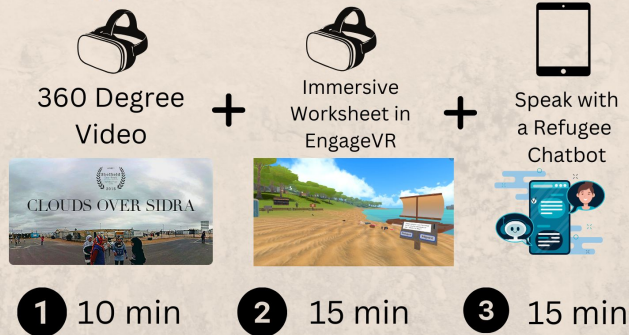 360 Degree
Video
+
Immersive
Worksheet in
EngageVR
+
Speak with
a Refugee
Chatbot
CLOUDS OVER SIDRA
1 10 min
2 15 min
3 15 min